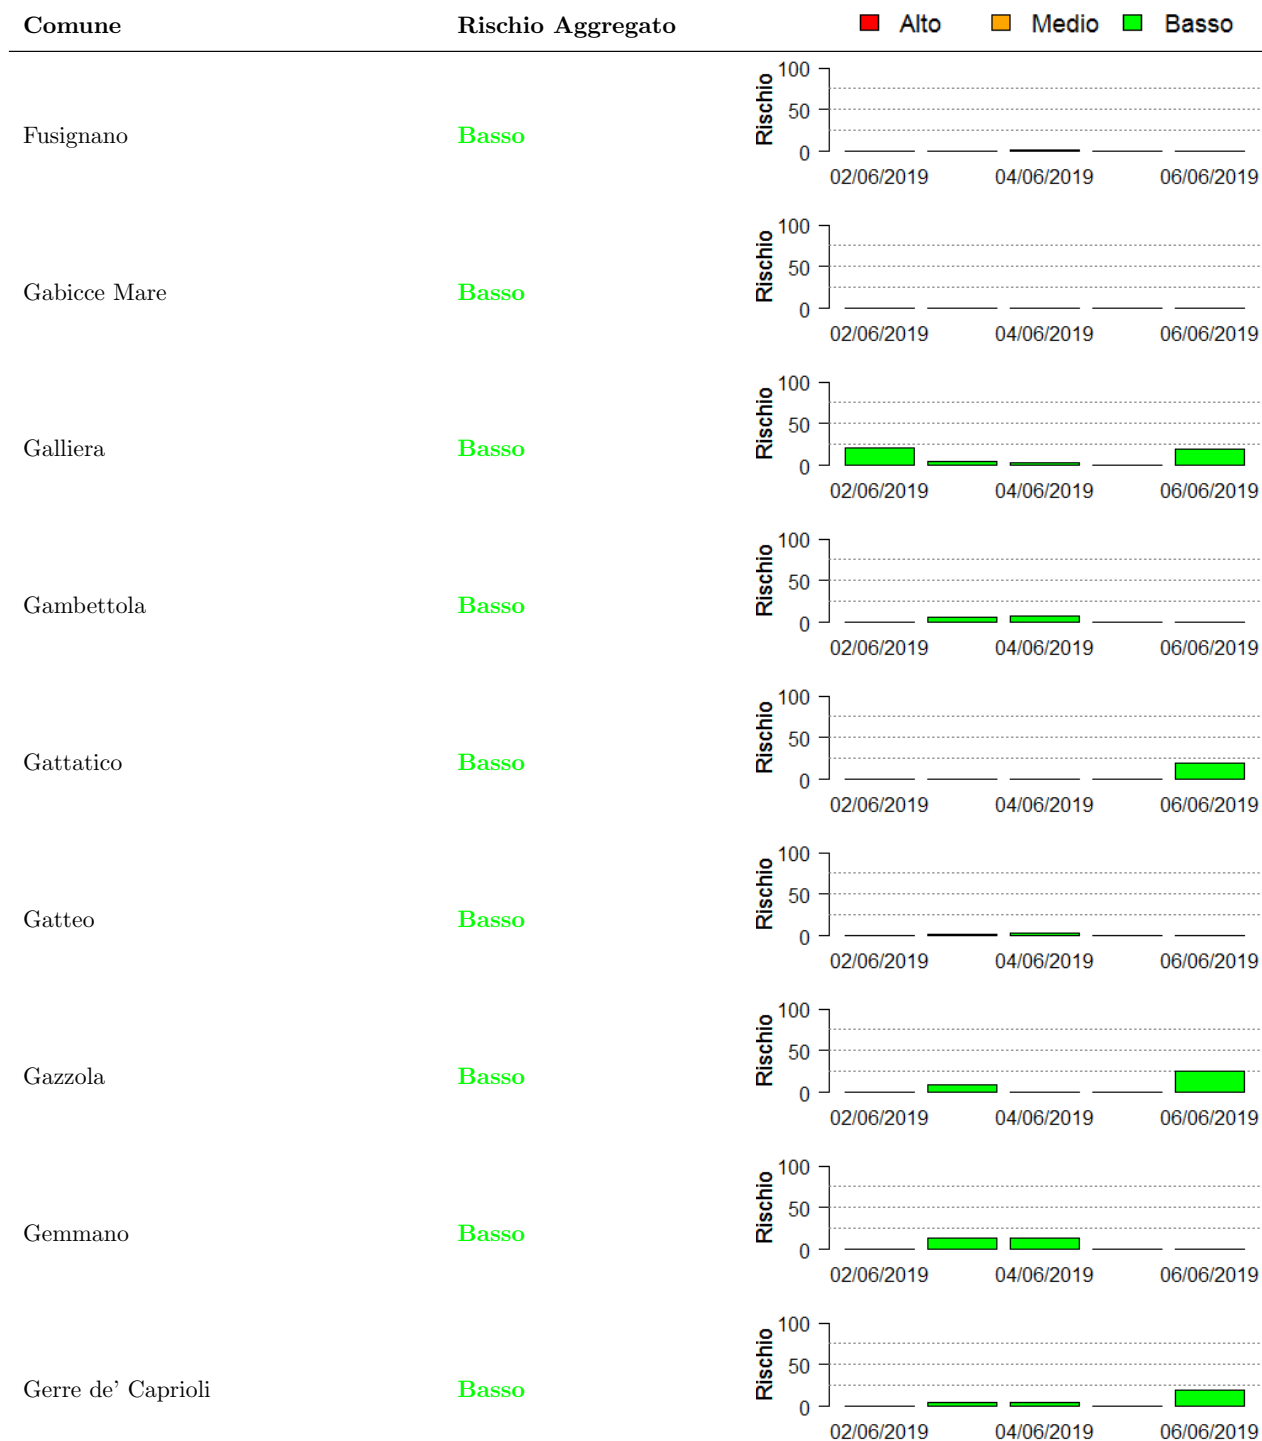 Comune Rischio Aggregato Alto Medio Basso
Fusignano Basso Rischio 100 50 0
02/06/2019 04/06/2019 06/06/2019
Gabicce Mare Basso Rischio 100 50 0
02/06/2019 04/06/2019 06/06/2019
Galliera Basso Rischio 100 50 0
02/06/2019 04/06/2019 06/06/2019
Gambettola Basso Rischio 100 50 0
02/06/2019 04/06/2019 06/06/2019
Gattatico Basso Rischio 100 50 0
02/06/2019 04/06/2019 06/06/2019
Gatteo Basso Rischio 100 50 0
02/06/2019 04/06/2019 06/06/2019
Gazzola Basso Rischio 100 50 0
02/06/2019 04/06/2019 06/06/2019
Gemmano Basso Rischio 100 50 0
02/06/2019 04/06/2019 06/06/2019
Gerre de' Caprioli Basso Rischio 100 50 0
02/06/2019 04/06/2019 06/06/2019